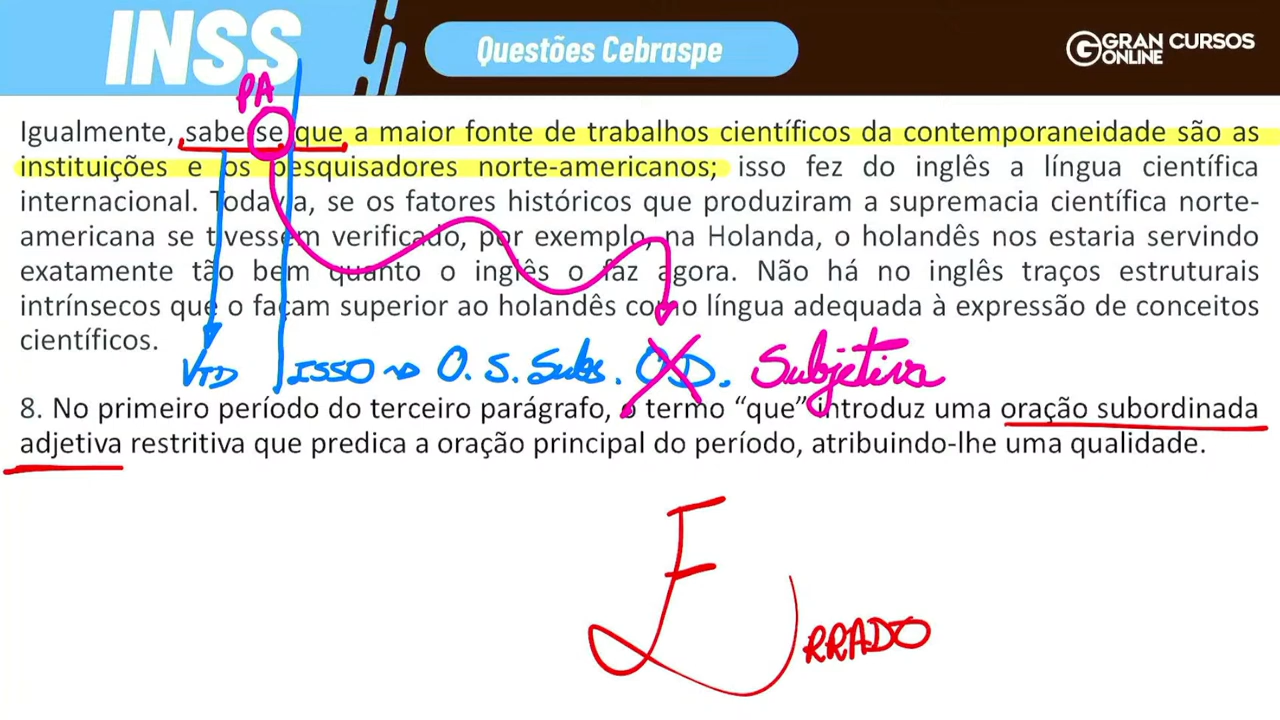 INSS
Questões Cebraspe
GRAN CURSOS
ONLINE
PA
Igualmente, sabe-se que a maior fonte de trabalhos científicos da contemporaneidade são as
instituições e os pesquisadores norte-americanos; isso fez do inglês a língua científica
internacional. Todavia, se os fatores históricos que produziram a supremacia científica norte-
americana se tivessem verificado, por exemplo, na Holanda, o holandês nos estaria servindo
exatamente tão bem quanto o inglês o faz agora. Não há no inglês traços estruturais
intrínsecos que o façam superior ao holandês como língua adequada à expressão de conceitos
científicos.
VTD ISSO → O. S. Subs. O.D. Subjetiva
8. No primeiro período do terceiro parágrafo, o termo “que” introduz uma oração subordinada
adjetiva restritiva que predica a oração principal do período, atribuindo-lhe uma qualidade.
ERRADO